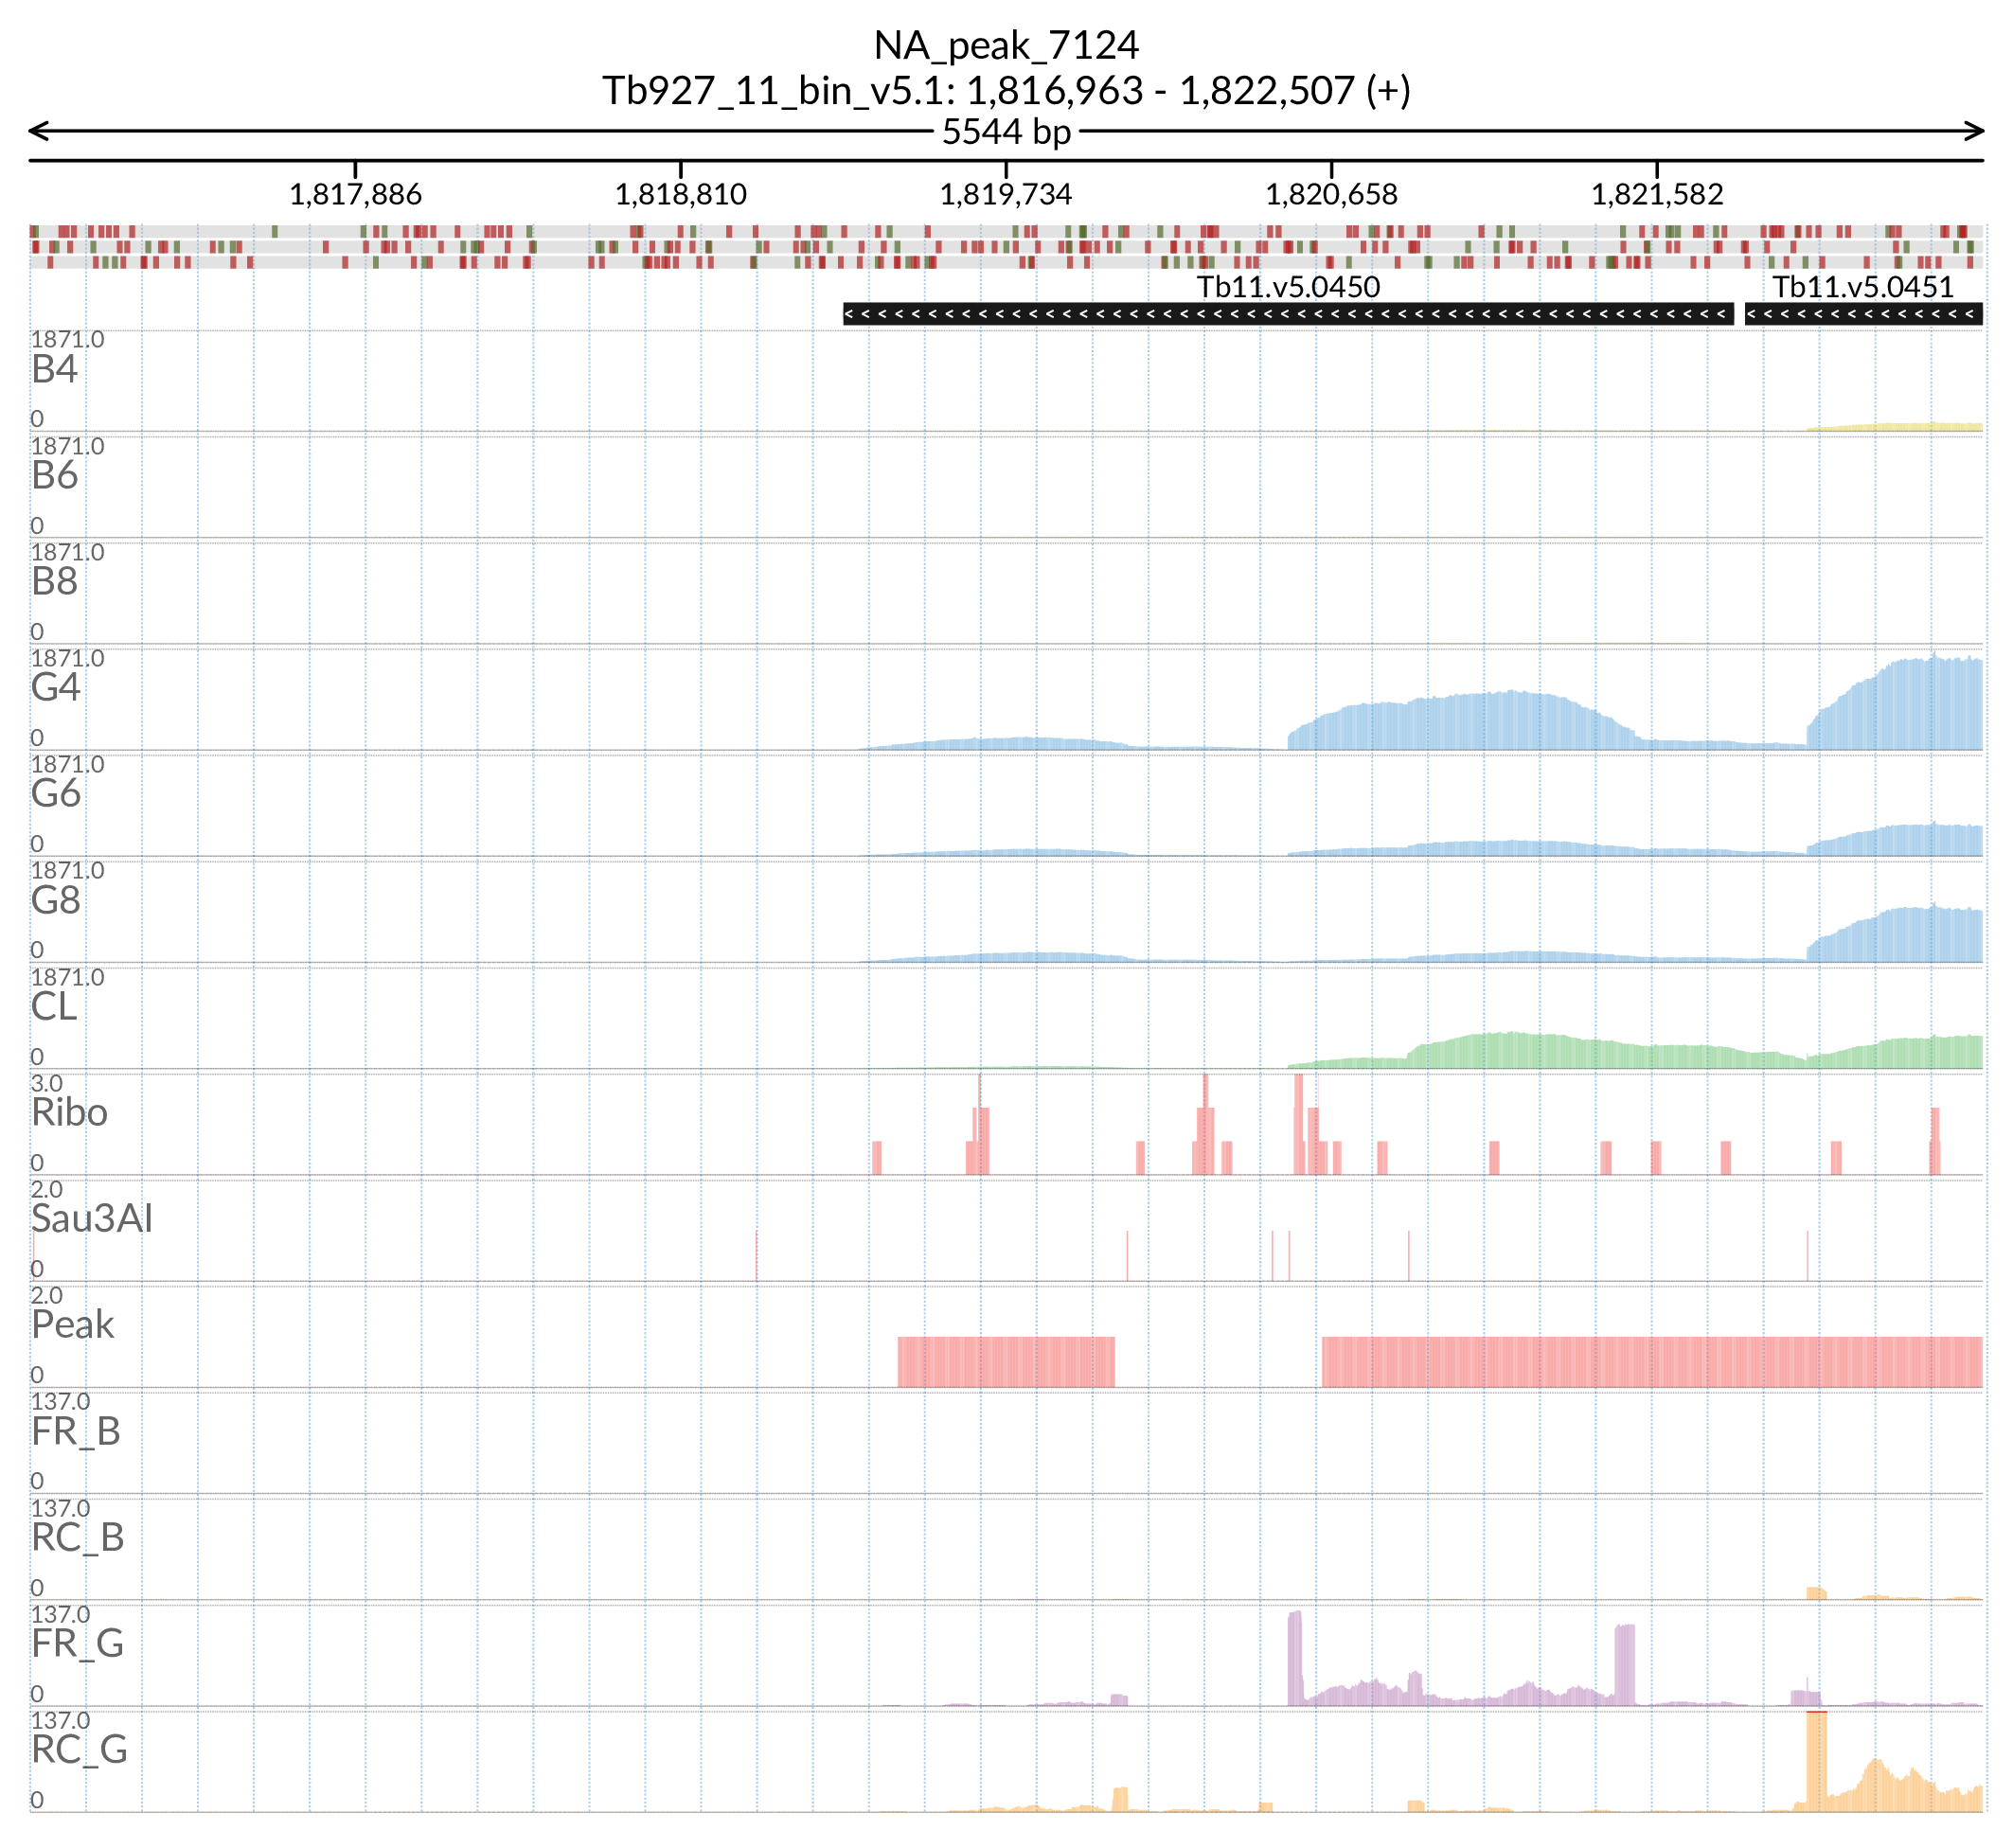 NA_peak_7124
Tb927_11_bin_v5.1: 1,816,963 - 1,822,507 (+)
5544 bp
1,817,886 1,818,810 1,819,734 1,820,658 1,821,582
Tb11.v5.0450 Tb11.v5.0451
1871.0
B4
0
1871.0
B6
0
1871.0
B8
0
1871.0
G4
0
1871.0
G6
0
1871.0
G8
0
1871.0
CL
0
3.0
Ribo
0
2.0
Sau3AI
0
2.0
Peak
0
137.0
FR_B
0
137.0
RC_B
0
137.0
FR_G
0
137.0
RC_G
0